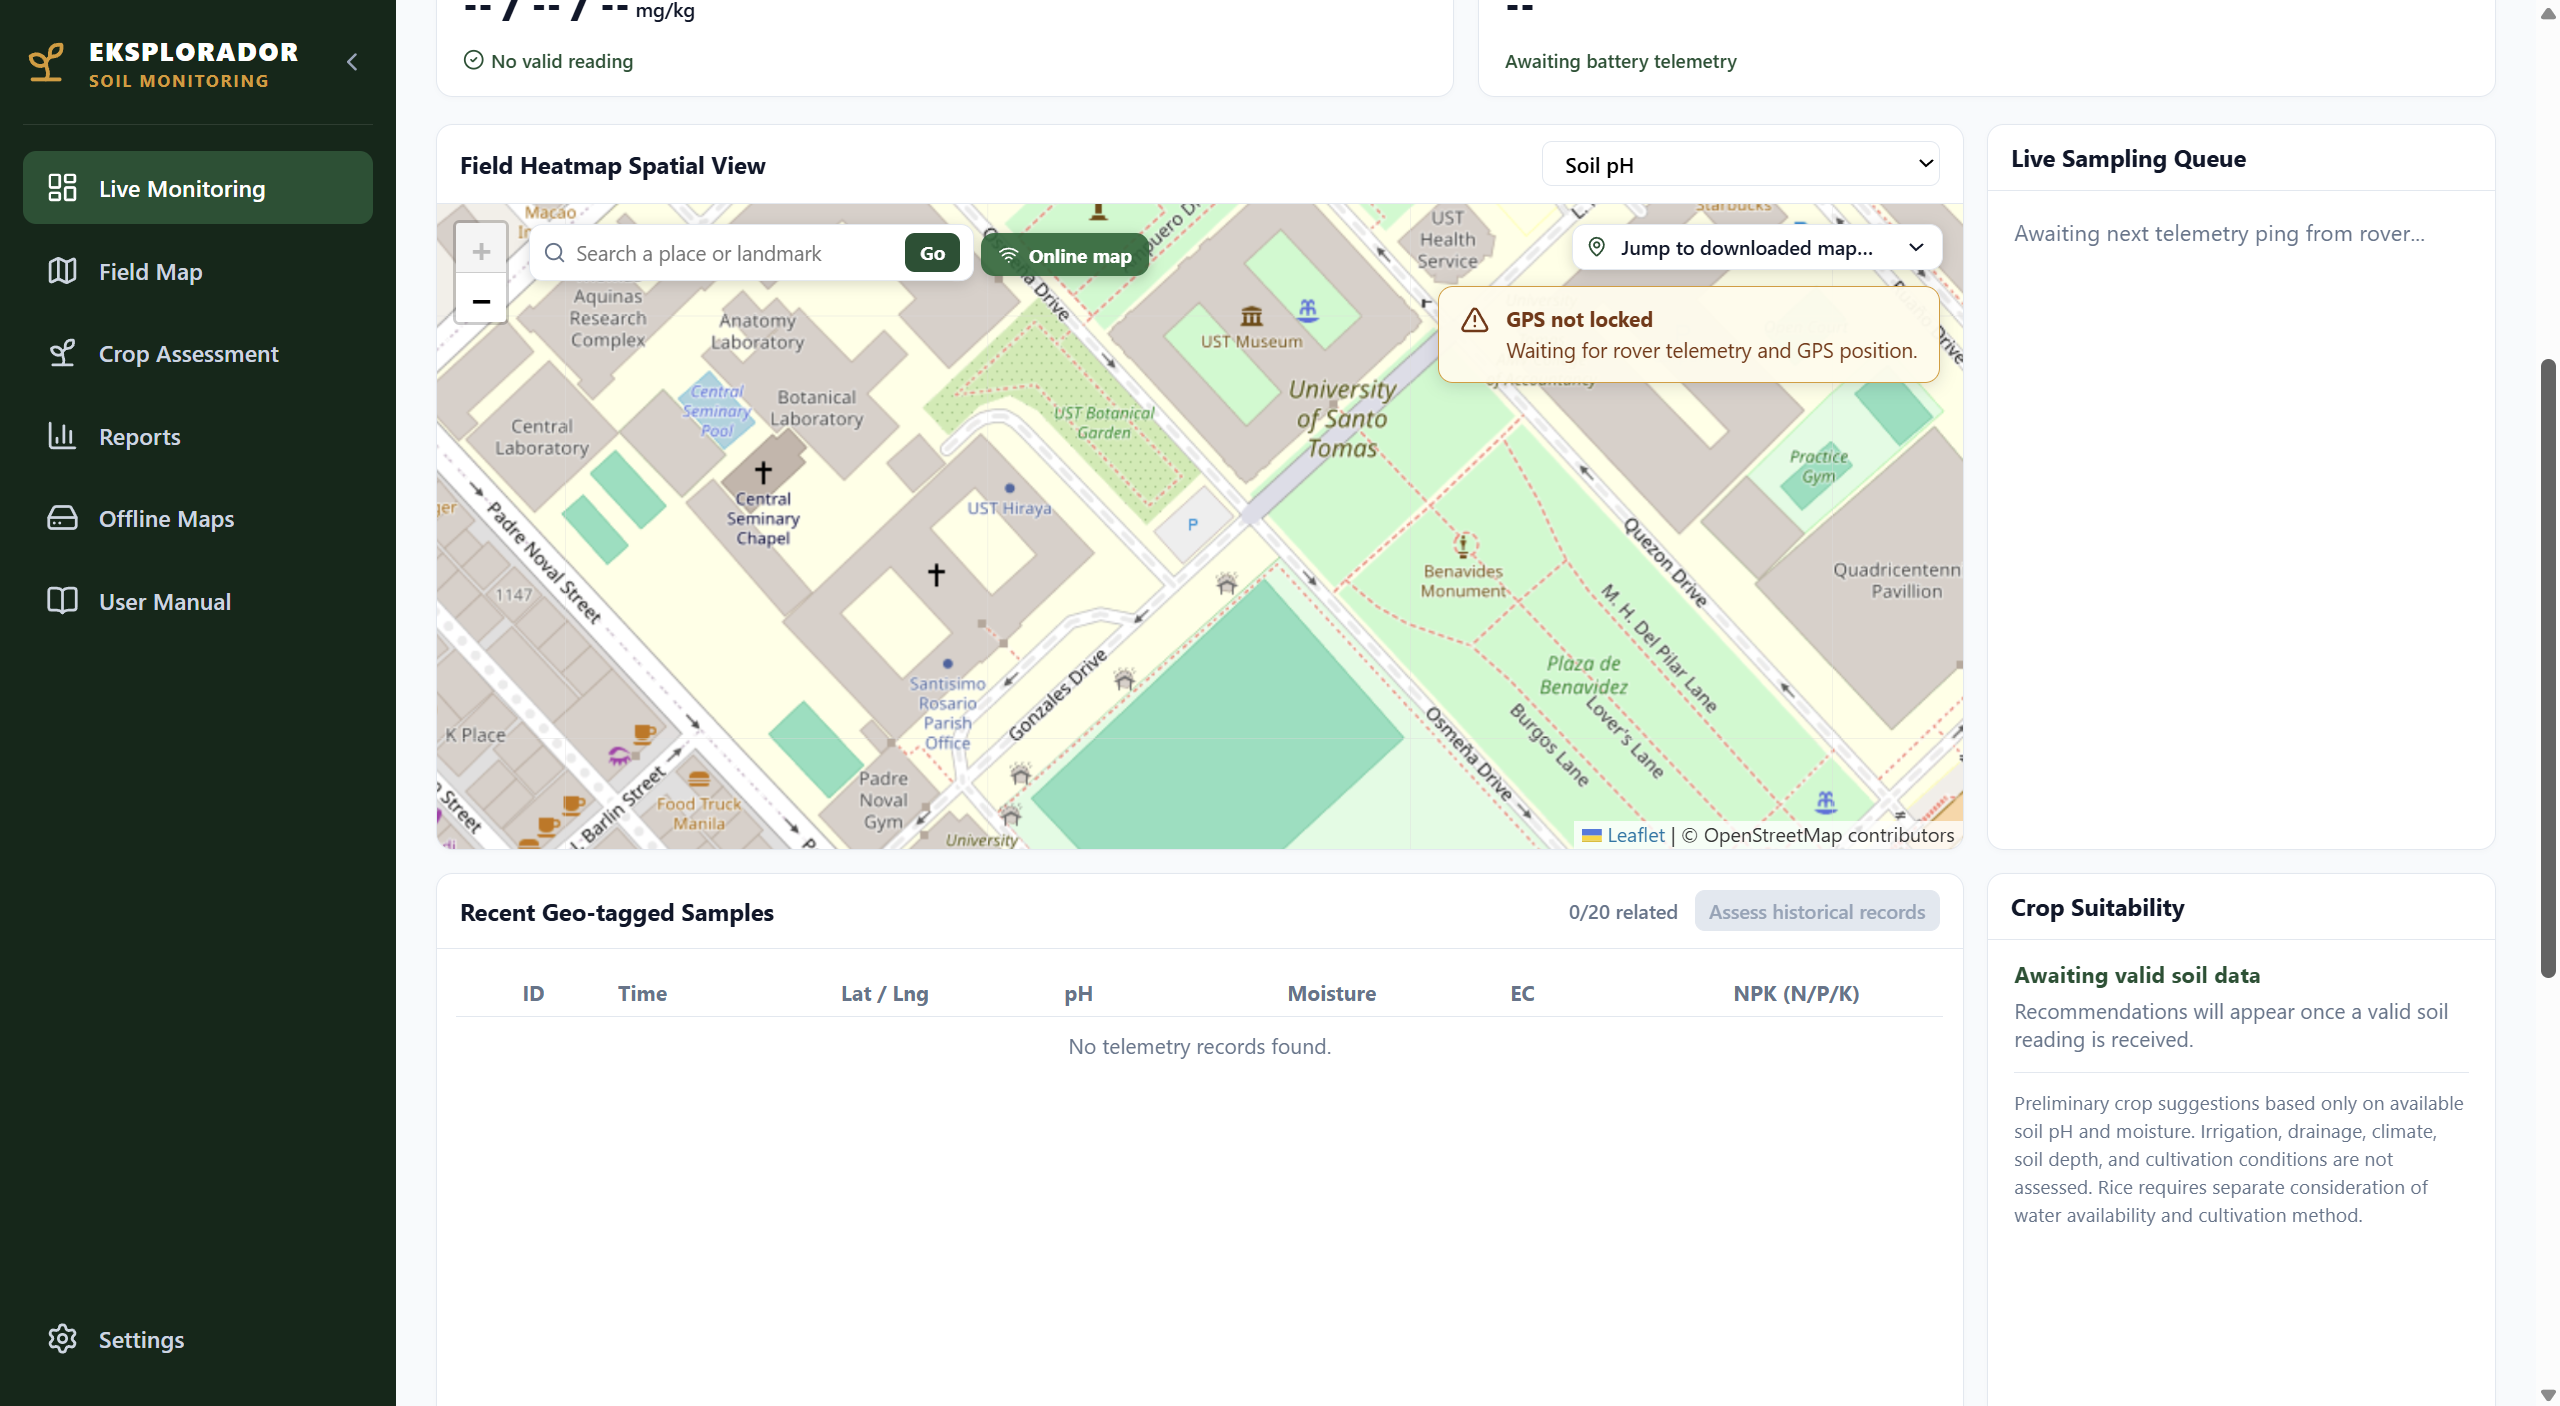 EKSPLORADOR
SOIL MONITORING
Live Monitoring
Field Map
Crop Assessment
Reports
Offline Maps
User Manual
Settings
-- / -- / -- mg/kg
No valid reading
--
Awaiting battery telemetry
Field Heatmap Spatial View
Soil pH
+
−
Search a place or landmark
Go
Online map
Jump to downloaded map...
GPS not locked
Waiting for rover telemetry and GPS position.
Macao
Starbucks
UST
Health
Service
Aquinas
Research
Complex
Anatomy
Laboratory
UST Museum
University
of Santo
Tomas
of Accountancy
Central
Seminary
Pool
Botanical
Laboratory
UST Botanical
Garden
Central
Laboratory
Practice
Gym
Central
Seminary
Chapel
UST Hiraya
P
Padre Noval Street
Quezon Drive
Benavides
Monument
Quadricentenn
Pavillion
1147
M. H. Del Pilar Lane
Plaza de
Benavidez
Santisimo
Rosario
Parish
Office
Gonzales Drive
Burgos Lane
Lover's Lane
Osmeña Drive
K Place
Padre
Noval
Gym
Food Truck
Manila
Barlin Street
Street
University
Leaflet | © OpenStreetMap contributors
Live Sampling Queue
Awaiting next telemetry ping from rover...
Recent Geo-tagged Samples
0/20 related
Assess historical records
ID Time Lat / Lng pH Moisture EC NPK (N/P/K)
No telemetry records found.
Crop Suitability
Awaiting valid soil data
Recommendations will appear once a valid soil
reading is received.
Preliminary crop suggestions based only on available
soil pH and moisture. Irrigation, drainage, climate,
soil depth, and cultivation conditions are not
assessed. Rice requires separate consideration of
water availability and cultivation method.